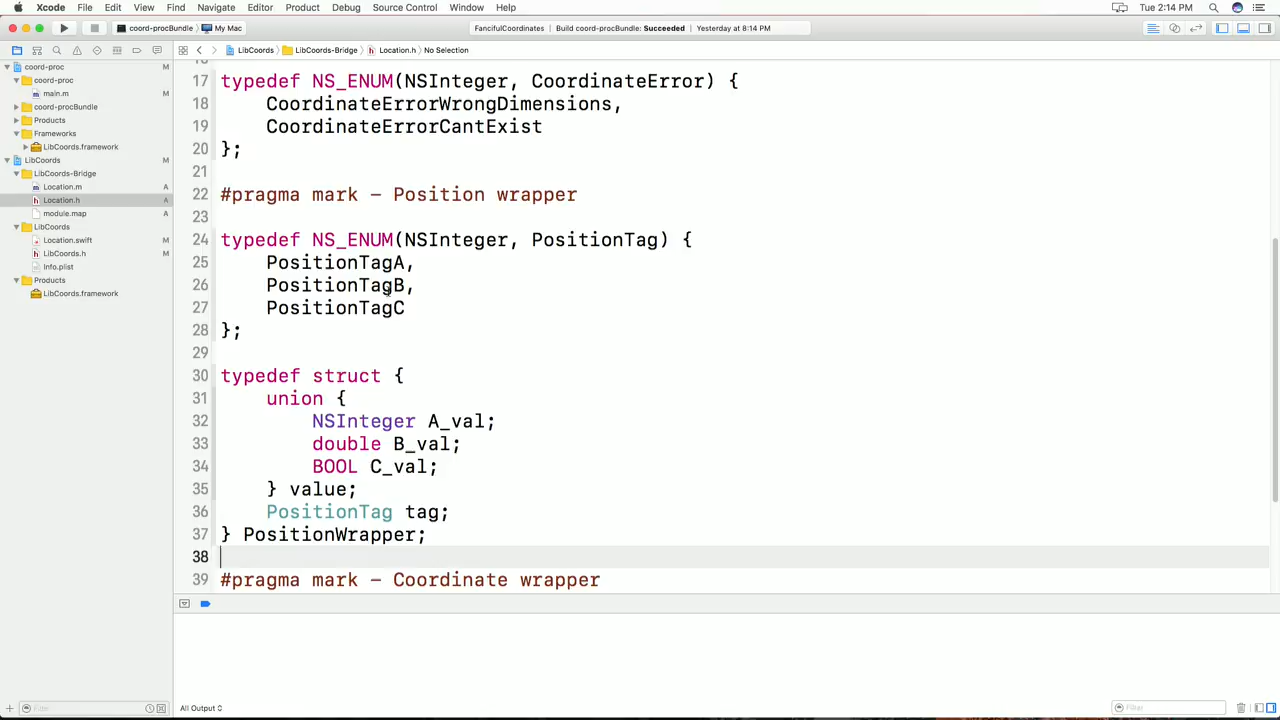 Xcode File Edit View Find Navigate Editor Product Debug Source Control Window Help Tue 2:14 PM
coord-procBundle My Mac FancifulCoordinates Build coord-procBundle: Succeeded Yesterday at 8:14 PM
LibCoords LibCoords-Bridge Location.h No Selection
coord-proc M
coord-proc
main.m
coord-procBundle
Products
Frameworks
LibCoords.framework
LibCoords M
LibCoords-Bridge
Location.m A
Location.h A
module.map A
LibCoords
Location.swift M
LibCoords.h M
Info.plist
Products
LibCoords.framework
17 typedef NS_ENUM(NSInteger, CoordinateError) {
18 CoordinateErrorWrongDimensions,
19 CoordinateErrorCantExist
20 };
21
22 #pragma mark - Position wrapper
23
24 typedef NS_ENUM(NSInteger, PositionTag) {
25 PositionTagA,
26 PositionTagB,
27 PositionTagC
28 };
29
30 typedef struct {
31 union {
32 NSInteger A_val;
33 double B_val;
34 BOOL C_val;
35 } value;
36 PositionTag tag;
37 } PositionWrapper;
38
39 #pragma mark - Coordinate wrapper
Filter All Output Filter